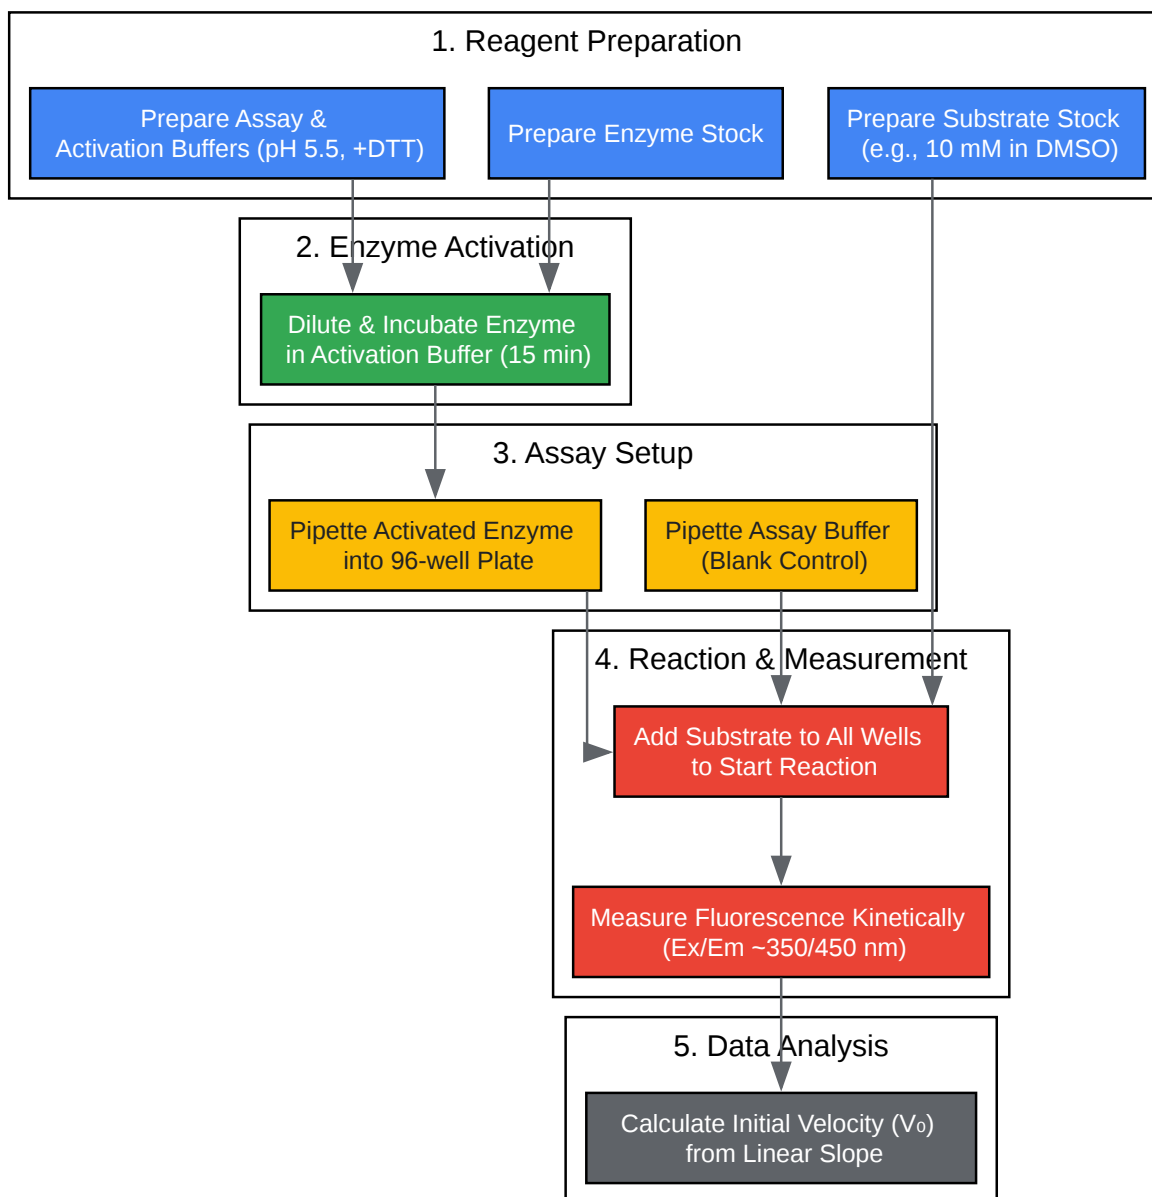 1. Reagent Preparation
Prepare Assay &
Activation Buffers (pH 5.5, +DTT)
Prepare Enzyme Stock
Prepare Substrate Stock
(e.g., 10 mM in DMSO)
2. Enzyme Activation
Dilute & Incubate Enzyme
in Activation Buffer (15 min)
3. Assay Setup
Pipette Activated Enzyme
into 96-well Plate
Pipette Assay Buffer
(Blank Control)
4. Reaction & Measurement
Add Substrate to All Wells
to Start Reaction
Measure Fluorescence Kinetically
(Ex/Em ~350/450 nm)
5. Data Analysis
Calculate Initial Velocity (V₀)
from Linear Slope